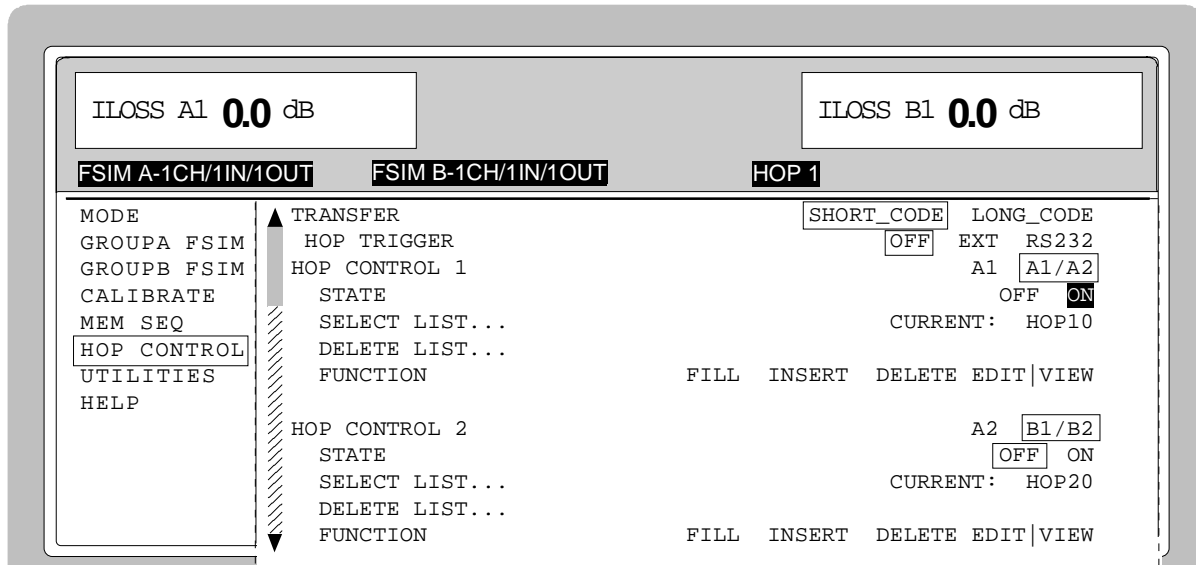 ILOSS A1 0.0 dB
ILOSS B1 0.0 dB
FSIM A-1CH/1IN/1OUT FSIM B-1CH/1IN/1OUT HOP 1
MODE
GROUPA FSIM
GROUPB FSIM
CALIBRATE
MEM SEQ
HOP CONTROL
UTILITIES
HELP
TRANSFER SHORT_CODE LONG_CODE
HOP TRIGGER OFF EXT RS232
HOP CONTROL 1 A1 A1/A2
STATE OFF ON
SELECT LIST... CURRENT: HOP10
DELETE LIST...
FUNCTION FILL INSERT DELETE EDIT|VIEW
HOP CONTROL 2 A2 B1/B2
STATE OFF ON
SELECT LIST... CURRENT: HOP20
DELETE LIST...
FUNCTION FILL INSERT DELETE EDIT|VIEW